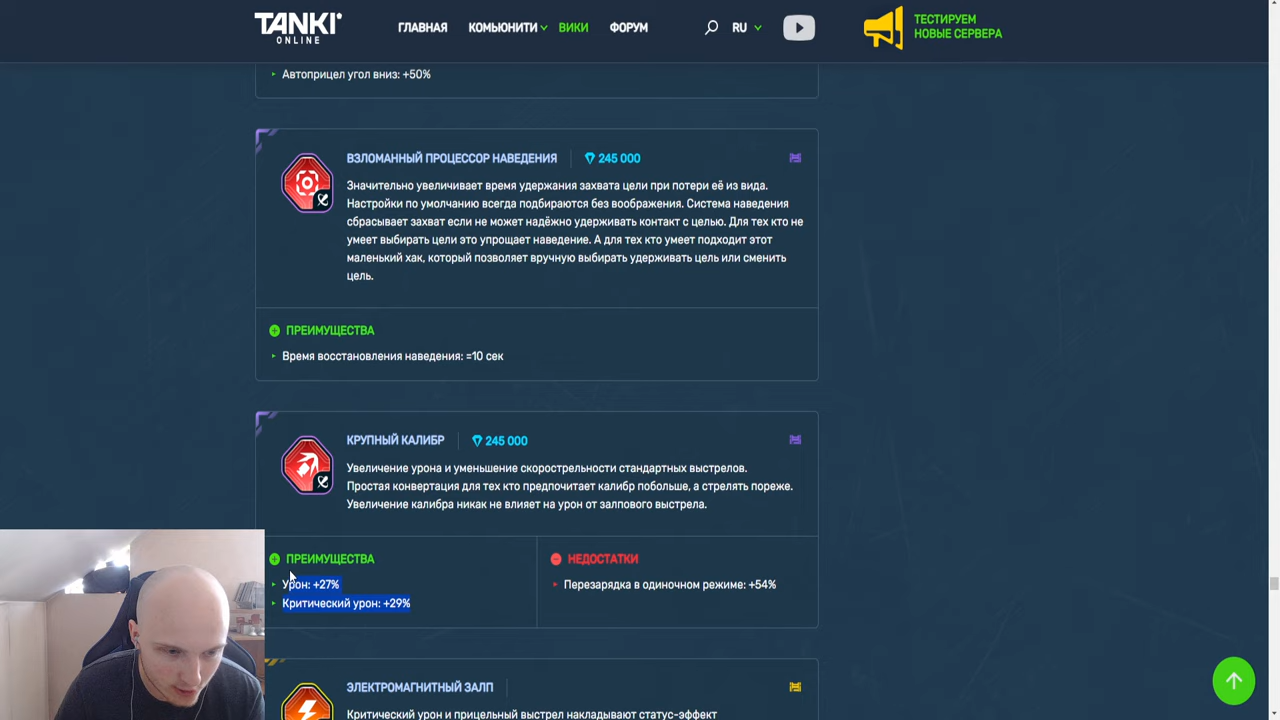 TANKI
ONLINE
ГЛАВНАЯ
КОМЬЮНИТИ
ВИКИ
ФОРУМ
RU
ТЕСТИРУЕМ
НОВЫЕ СЕРВЕРА
Автоприцел угол вниз: +50%
ВЗЛОМАННЫЙ ПРОЦЕССОР НАВЕДЕНИЯ
245 000
Значительно увеличивает время удержания захвата цели при потери её из вида.
Настройки по умолчанию всегда подбираются без воображения. Система наведения
сбрасывает захват если не может надёжно удерживать контакт с целью. Для тех кто не
умеет выбирать цели это упрощает наведение. А для тех кто умеет подходит этот
маленький хак, который позволяет вручную выбирать удерживать цель или сменить
цель.
ПРЕИМУЩЕСТВА
Время восстановления наведения: =10 сек
КРУПНЫЙ КАЛИБР
245 000
Увеличение урона и уменьшение скорострельности стандартных выстрелов.
Простая конвертация для тех кто предпочитает калибр побольше, а стрелять пореже.
Увеличение калибра никак не влияет на урон от залпового выстрела.
ПРЕИМУЩЕСТВА
Урон: +27%
Критический урон: +29%
НЕДОСТАТКИ
Перезарядка в одиночном режиме: +54%
ЭЛЕКТРОМАГНИТНЫЙ ЗАЛП
Критический урон и прицельный выстрел накладывают статус-эффект